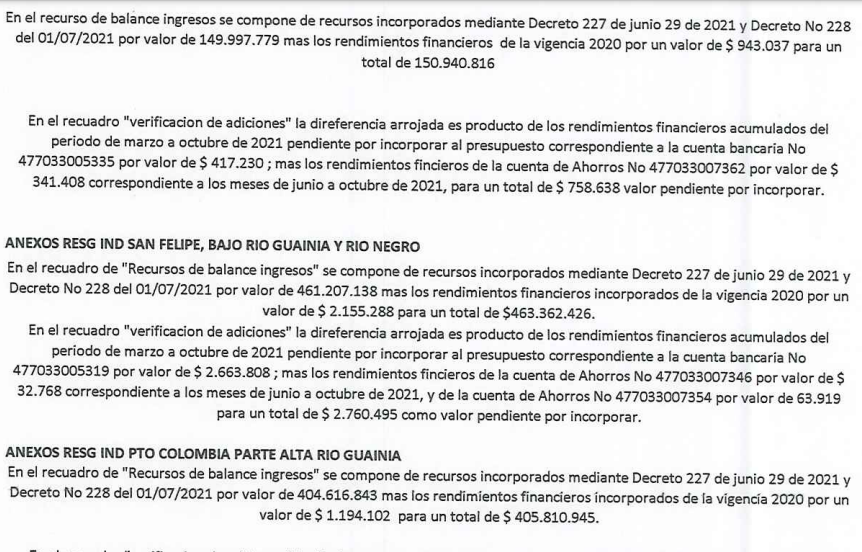 En el recurso de balance ingresos se compone de recursos incorporados mediante Decreto 227 de junio 29 de 2021 y Decreto No 228
del 01/07/2021 por valor de 149.997.779 mas los rendimientos financieros de la vigencia 2020 por un valor de $ 943.037 para un
total de 150.940.816
En el recuadro "verificacion de adiciones" la direferencia arrojada es producto de los rendimientos financieros acumulados del
periodo de marzo a octubre de 2021 pendiente por incorporar al presupuesto correspondiente a la cuenta bancaria No
477033005335 por valor de $ 417.230 ; mas los rendimientos fincieros de la cuenta de Ahorros No 477033007362 por valor de $
341.408 correspondiente a los meses de junio a octubre de 2021, para un total de $ 758.638 valor pendiente por incorporar.
ANEXOS RESG IND SAN FELIPE, BAJO RIO GUAINIA Y RIO NEGRO
En el recuadro de "Recursos de balance ingresos" se compone de recursos incorporados mediante Decreto 227 de junio 29 de 2021 y
Decreto No 228 del 01/07/2021 por valor de 461.207.138 mas los rendimientos financieros incorporados de la vigencia 2020 por un
valor de $ 2.155.288 para un total de $463.362.426.
En el recuadro "verificacion de adiciones" la direferencia arrojada es producto de los rendimientos financieros acumulados del
periodo de marzo a octubre de 2021 pendiente por incorporar al presupuesto correspondiente a la cuenta bancaria No
477033005319 por valor de $ 2.663.808 ; mas los rendimientos fincieros de la cuenta de Ahorros No 477033007346 por valor de $
32.768 correspondiente a los meses de junio a octubre de 2021, y de la cuenta de Ahorros No 477033007354 por valor de 63.919
para un total de $ 2.760.495 como valor pendiente por incorporar.
ANEXOS RESG IND PTO COLOMBIA PARTE ALTA RIO GUAINIA
En el recuadro de "Recursos de balance ingresos" se compone de recursos incorporados mediante Decreto 227 de junio 29 de 2021 y
Decreto No 228 del 01/07/2021 por valor de 404.616.843 mas los rendimientos financieros incorporados de la vigencia 2020 por un
valor de $ 1.194.102 para un total de $ 405.810.945.